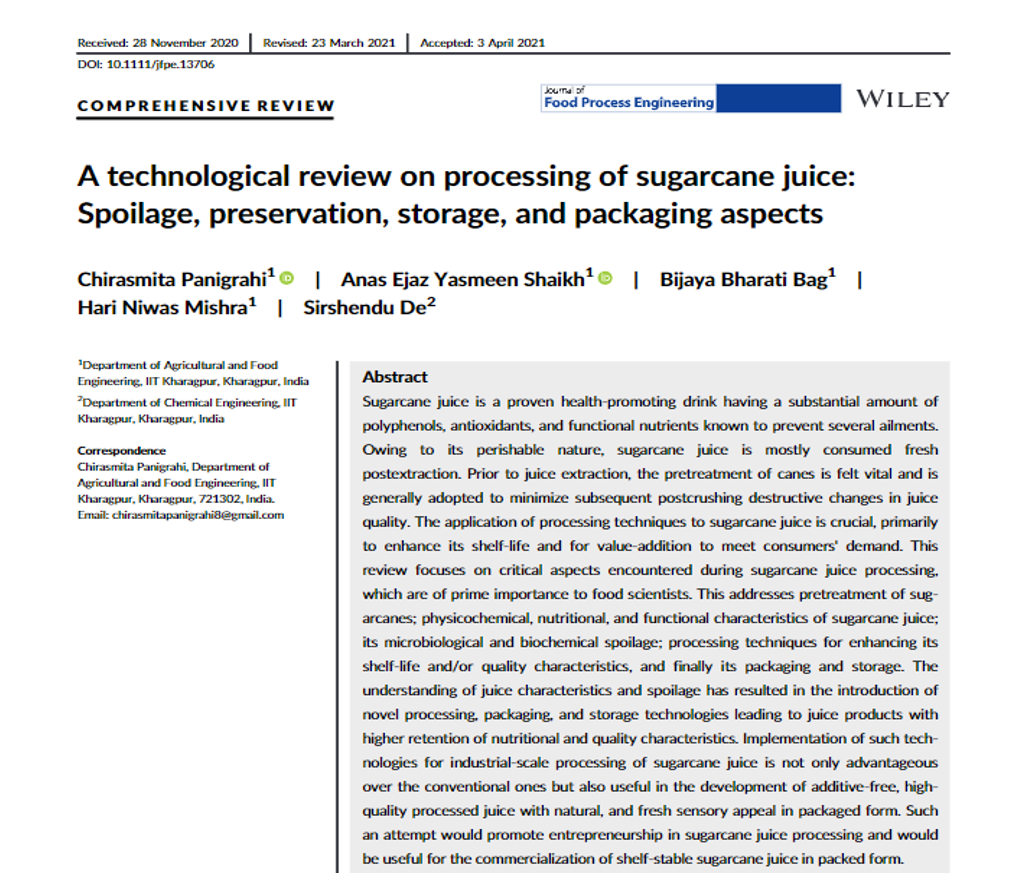 Received: 28 November 2020 | Revised: 23 March 2021 | Accepted: 3 April 2021
DOI: 10.1111/jfpe.13706
COMPREHENSIVE REVIEW
Journal of
Food Process Engineering
WILEY
A technological review on processing of sugarcane juice:
Spoilage, preservation, storage, and packaging aspects
Chirasmita Panigrahi1 | Anas Ejaz Yasmeen Shaikh1 | Bijaya Bharati Bag1 |
Hari Niwas Mishra1 | Sirshendu De2
1Department of Agricultural and Food
Engineering, IIT Kharagpur, Kharagpur, India
2Department of Chemical Engineering, IIT
Kharagpur, Kharagpur, India
Correspondence
Chirasmita Panigrahi, Department of
Agricultural and Food Engineering, IIT
Kharagpur, Kharagpur, 721302, India.
Email: chirasmitapanigrahi8@gmail.com
Abstract
Sugarcane juice is a proven health-promoting drink having a substantial amount of
polyphenols, antioxidants, and functional nutrients known to prevent several ailments.
Owing to its perishable nature, sugarcane juice is mostly consumed fresh
postextraction. Prior to juice extraction, the pretreatment of canes is felt vital and is
generally adopted to minimize subsequent postcrushing destructive changes in juice
quality. The application of processing techniques to sugarcane juice is crucial, primarily
to enhance its shelf-life and for value-addition to meet consumers' demand. This
review focuses on critical aspects encountered during sugarcane juice processing,
which are of prime importance to food scientists. This addresses pretreatment of sug-
arcanes; physicochemical, nutritional, and functional characteristics of sugarcane juice;
its microbiological and biochemical spoilage; processing techniques for enhancing its
shelf-life and/or quality characteristics, and finally its packaging and storage. The
understanding of juice characteristics and spoilage has resulted in the introduction of
novel processing, packaging, and storage technologies leading to juice products with
higher retention of nutritional and quality characteristics. Implementation of such tech-
nologies for industrial-scale processing of sugarcane juice is not only advantageous
over the conventional ones but also useful in the development of additive-free, high-
quality processed juice with natural, and fresh sensory appeal in packaged form. Such
an attempt would promote entrepreneurship in sugarcane juice processing and would
be useful for the commercialization of shelf-stable sugarcane juice in packed form.